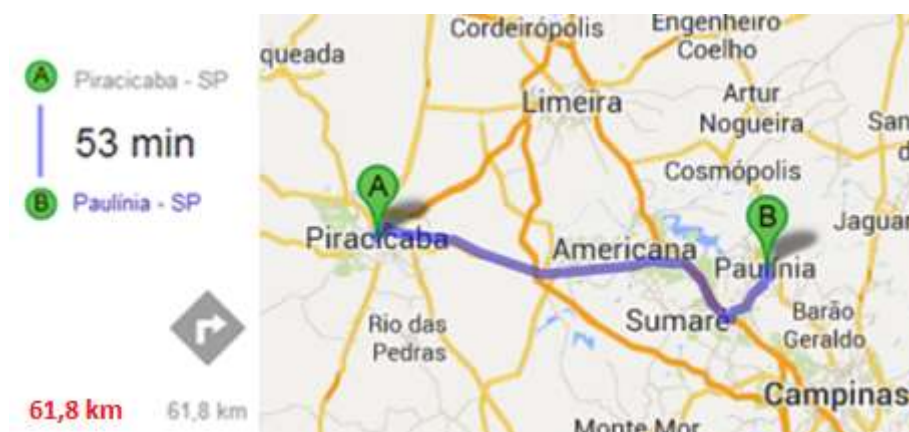 A
Piracicaba - SP
53 min
B
Paulínia - SP
61,8 km
61,8 km
queada
Cordeirópolis
Engenheiro
Coelho
Limeira
Artur
Nogueira
San
d
Cosmópolis
A
B
Jaguar
Piracicaba
Americana
Paulínia
Rio das
Pedras
Sumaré
Barão
Geraldo
Campinas
Monte Mor